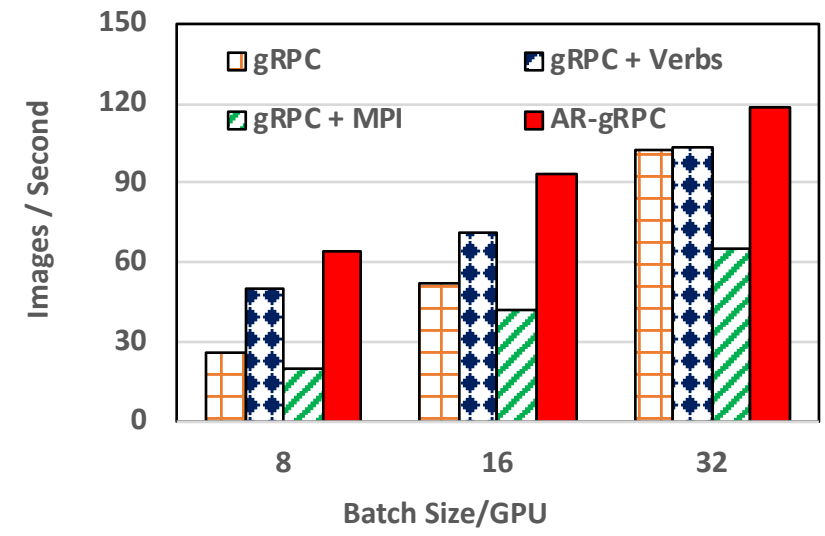 150
120
90
60
30
0
Images / Second
gRPC
gRPC + Verbs
gRPC + MPI
AR-gRPC
8
16
32
Batch Size/GPU